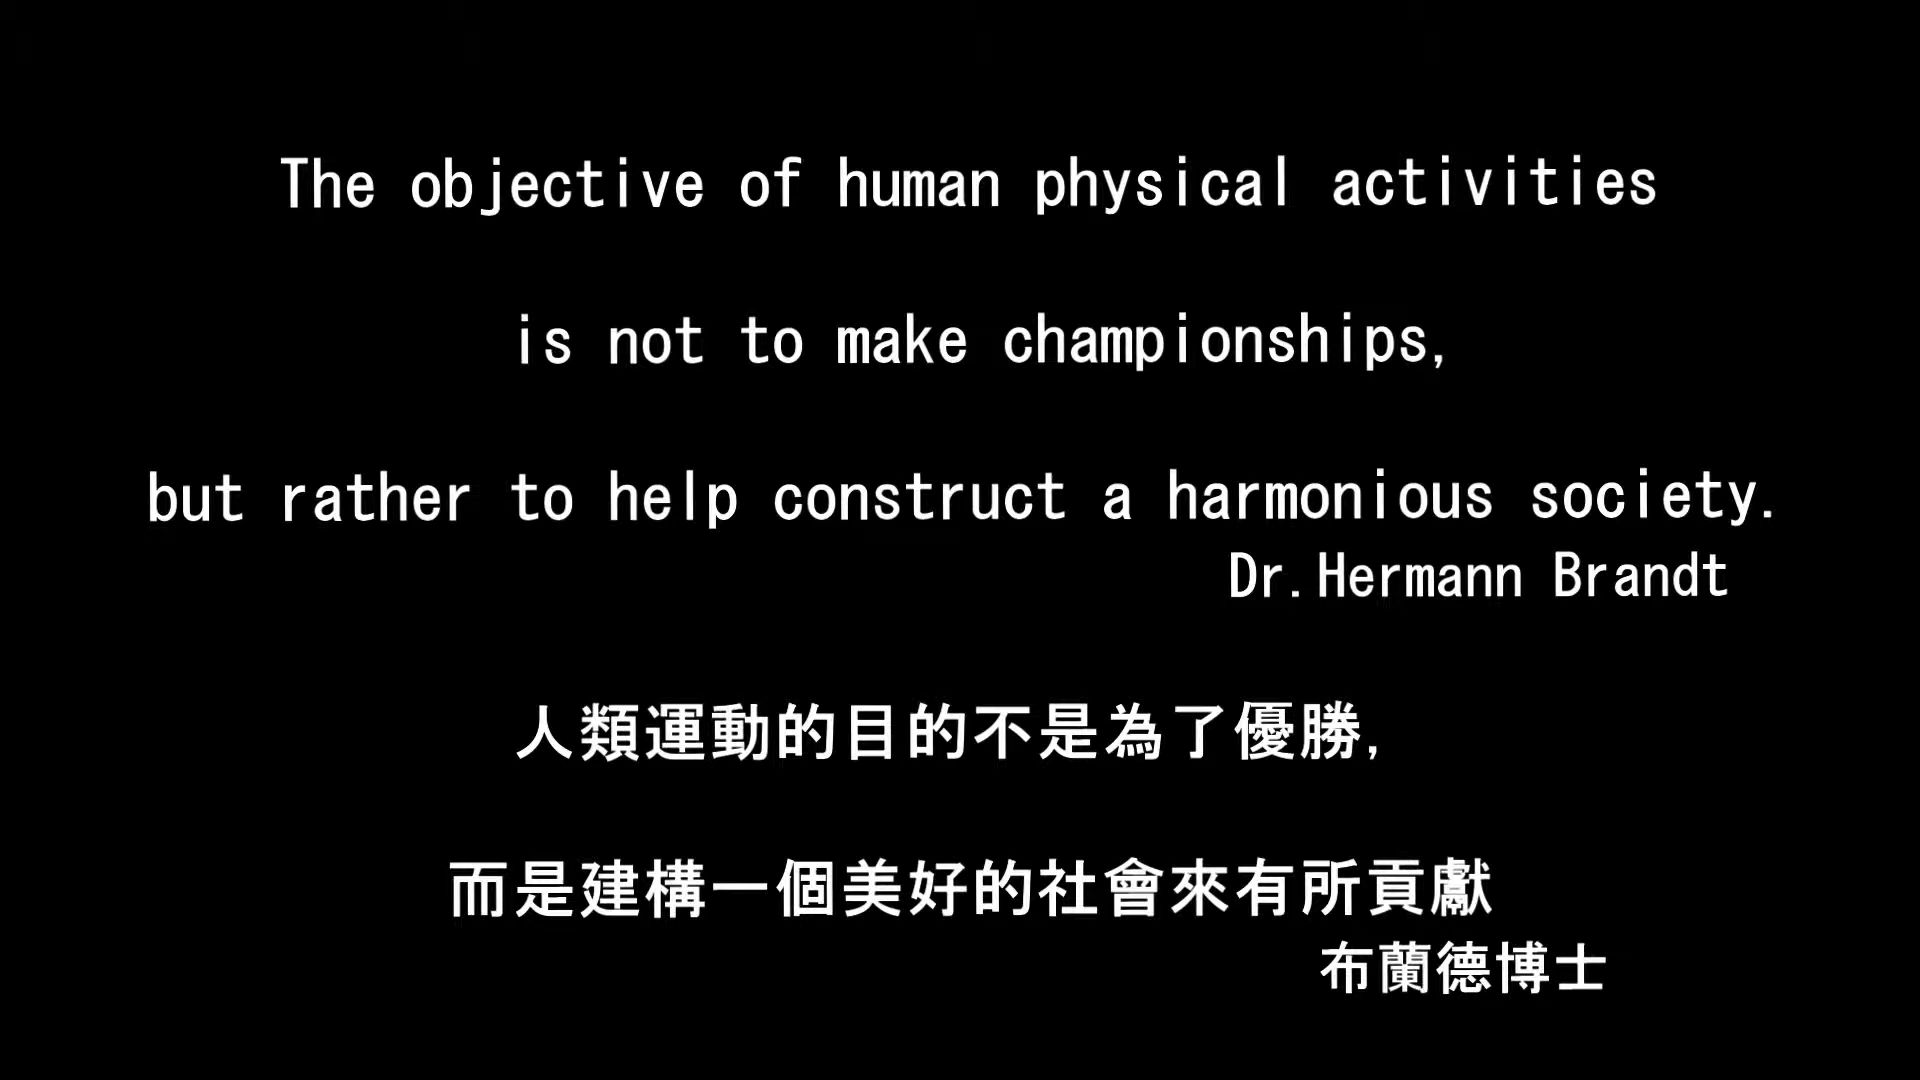 The objective of human physical activities
is not to make championships,
but rather to help construct a harmonious society.
Dr.Hermann Brandt
人類運動的目的不是為了優勝,
而是建構一個美好的社會來有所貢獻
布蘭德博士